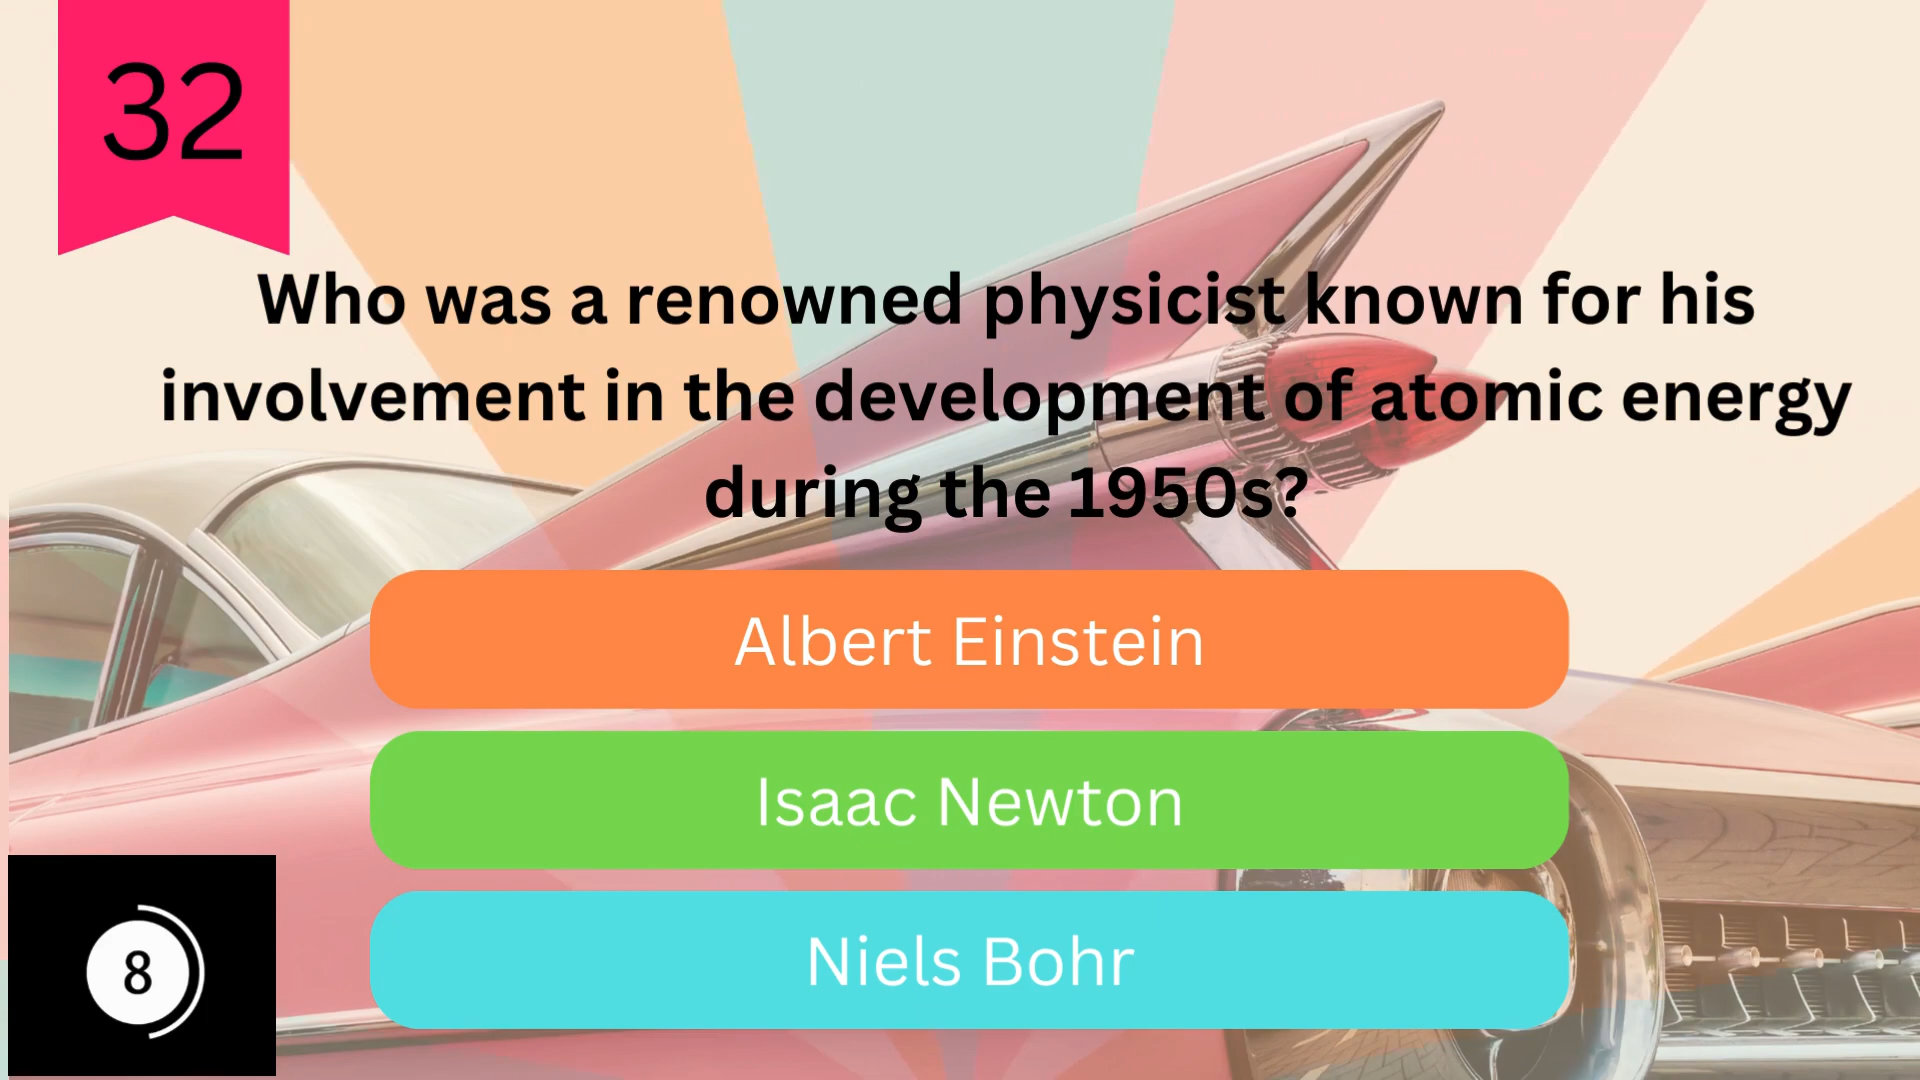 32
Who was a renowned physicist known for his
involvement in the development of atomic energy
during the 1950s?
Albert Einstein
Isaac Newton
Niels Bohr
8